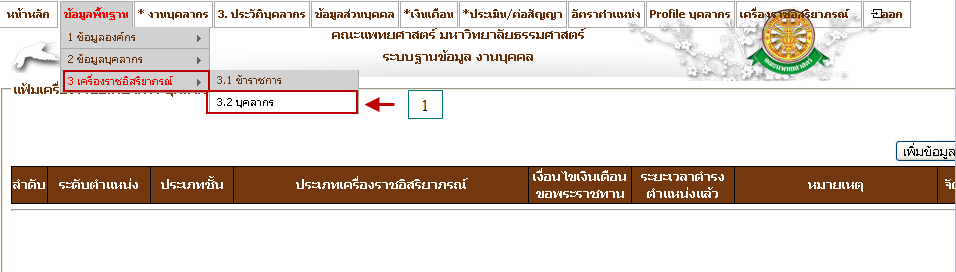 หน้าหลัก ข้อมูลพื้นฐาน * งานบุคลากร 3. ประวัติบุคลากร ข้อมูลส่วนบุคคล *เงินเดือน *ประเมิน/ต่อสัญญา อัตราตำแหน่ง Profile บุคลากร เครื่องราชอิสริยาภรณ์ ออก
1 ข้อมูลองค์กร
คณะแพทยศาสตร์ มหาวิทยาลัยธรรมศาสตร์
2 ข้อมูลบุคลากร
ระบบฐานข้อมูล งานบุคคล
3 เครื่องราชอิสริยาภรณ์
3.1 ข้าราชการ
แฟ้มเครื่
3.2 บุคลากร
1
เพิ่มข้อมูล
ลำดับ ระดับตำแหน่ง ประเภทชั้น ประเภทเครื่องราชอิสริยาภรณ์ เงื่อนไขเงินเดือน ขอพระราชทาน ระยะเวลาดำรง ตำแหน่งแล้ว หมายเหตุ